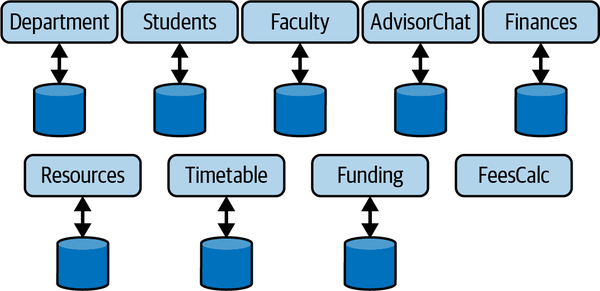 Department
Students
Faculty
AdvisorChat
Finances
Resources
Timetable
Funding
FeesCalc